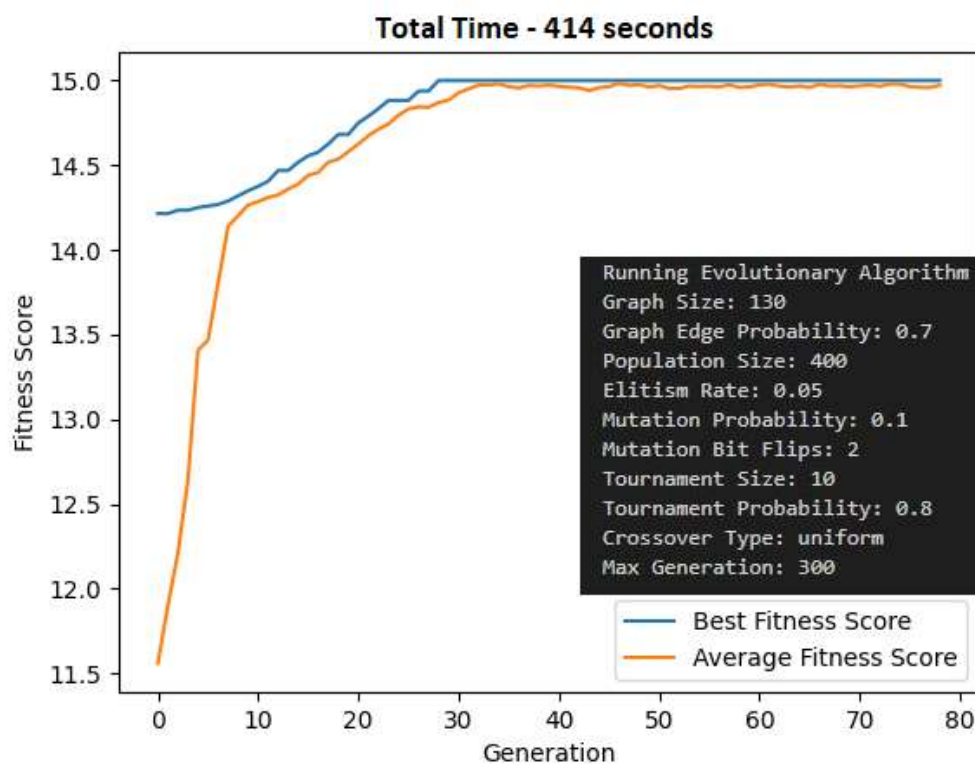 Total Time - 414 seconds
Fitness Score
15.0
14.5
14.0
13.5
13.0
12.5
12.0
11.5
Running Evolutionary Algorithm
Graph Size: 130
Graph Edge Probability: 0.7
Population Size: 400
Elitism Rate: 0.05
Mutation Probability: 0.1
Mutation Bit Flips: 2
Tournament Size: 10
Tournament Probability: 0.8
Crossover Type: uniform
Max Generation: 300
Best Fitness Score
Average Fitness Score
0 10 20 30 40 50 60 70 80
Generation